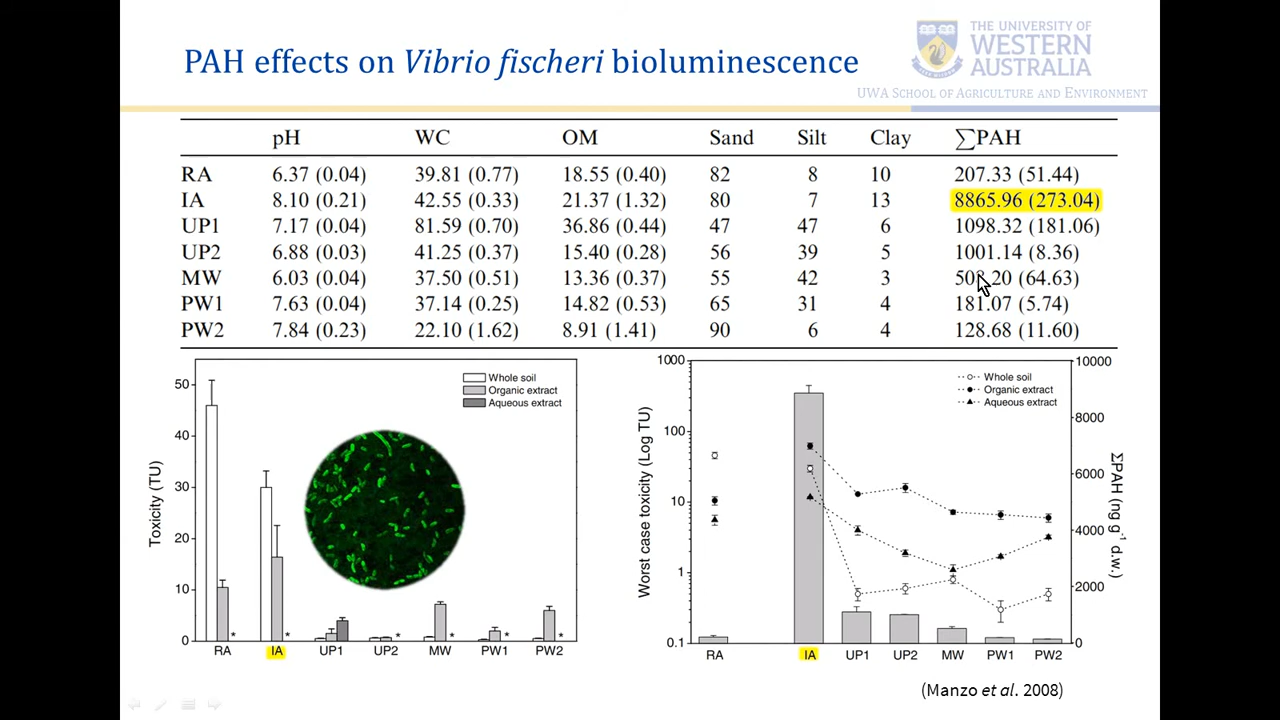 PAH effects on Vibrio fischeri bioluminescence
THE UNIVERSITY OF
WESTERN
AUSTRALIA
UWA SCHOOL OF AGRICULTURE AND ENVIRONMENT
pH WC OM Sand Silt Clay ∑PAH
RA 6.37 (0.04) 39.81 (0.77) 18.55 (0.40) 82 8 10 207.33 (51.44)
IA 8.10 (0.21) 42.55 (0.33) 21.37 (1.32) 80 7 13 8865.96 (273.04)
UP1 7.17 (0.04) 81.59 (0.70) 36.86 (0.44) 47 47 6 1098.32 (181.06)
UP2 6.88 (0.03) 41.25 (0.37) 15.40 (0.28) 56 39 5 1001.14 (8.36)
MW 6.03 (0.04) 37.50 (0.51) 13.36 (0.37) 55 42 3 (64.63)
PW1 7.63 (0.04) 37.14 (0.25) 14.82 (0.53) 65 31 4 181.07 (5.74)
PW2 7.84 (0.23) 22.10 (1.62) 8.91 (1.41) 90 6 4 128.68 (11.60)
Toxicity (TU)
50
40
30
20
10
0
Whole soil
Organic extract
Aqueous extract
* * * * * *
RA IA UP1 UP2 MW PW1 PW2
Worst case toxicity (Log TU)
1000
100
10
1
0.1
Whole soil
Organic extract
Aqueous extract
10000
8000
6000
4000
2000
0
ΣPAH (ng g⁻¹ d.w.)
RA IA UP1 UP2 MW PW1 PW2
(Manzo et al. 2008)